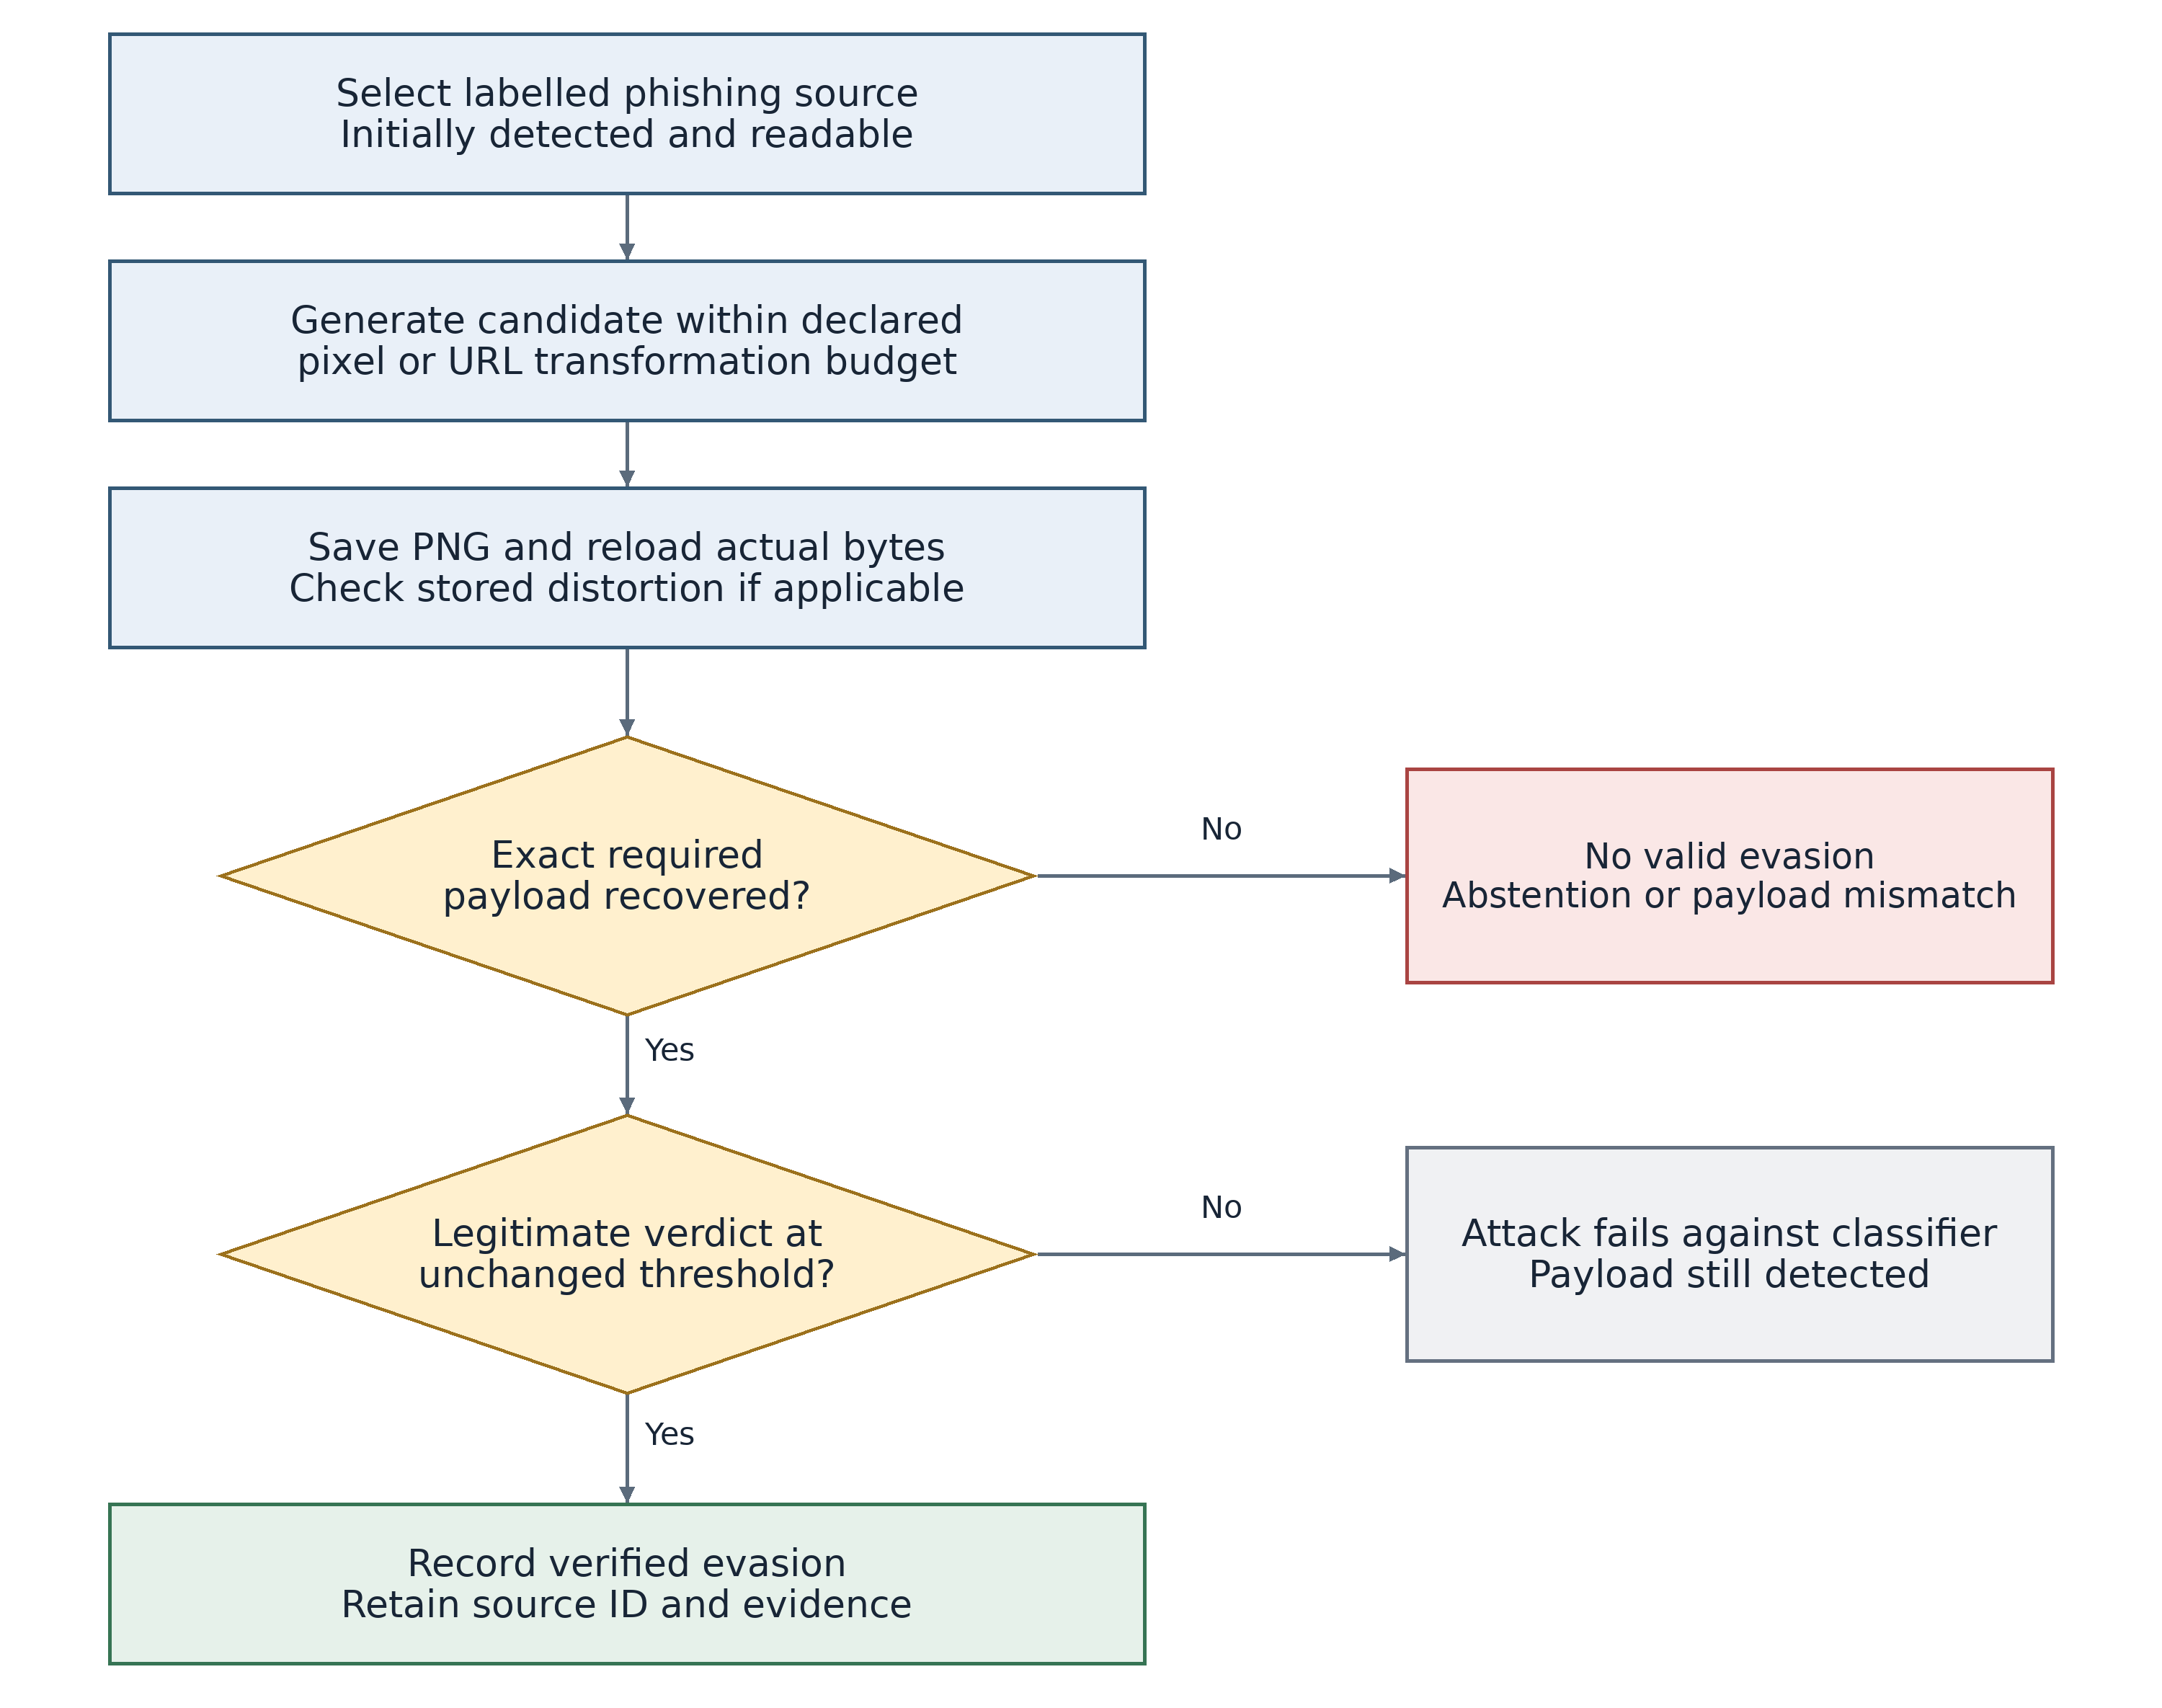 Select labelled phishing source
Initially detected and readable
Generate candidate within declared
pixel or URL transformation budget
Save PNG and reload actual bytes
Check stored distortion if applicable
Exact required
payload recovered?
No
No valid evasion
Abstention or payload mismatch
Yes
Legitimate verdict at
unchanged threshold?
No
Attack fails against classifier
Payload still detected
Yes
Record verified evasion
Retain source ID and evidence